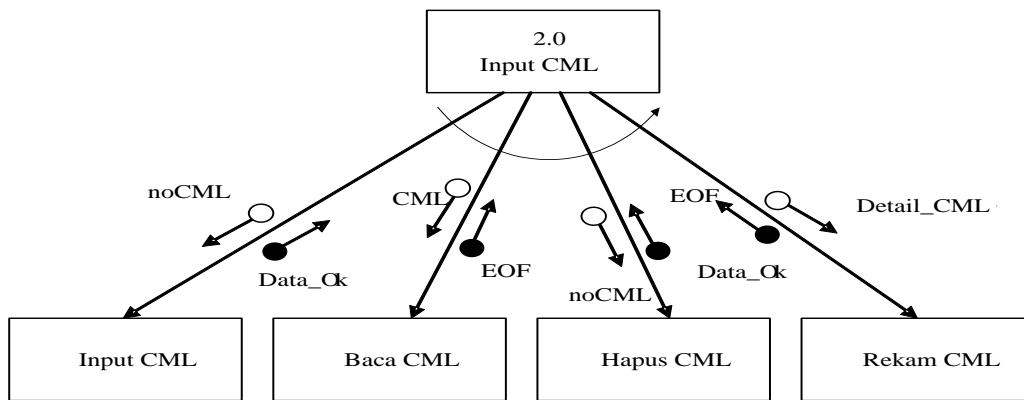 2.0
Input CML
noCML
Data_Ok
CML
EOF
noCML
EOF
Data_Ok
Detail_CML
Input CML
Baca CML
Hapus CML
Rekam CML